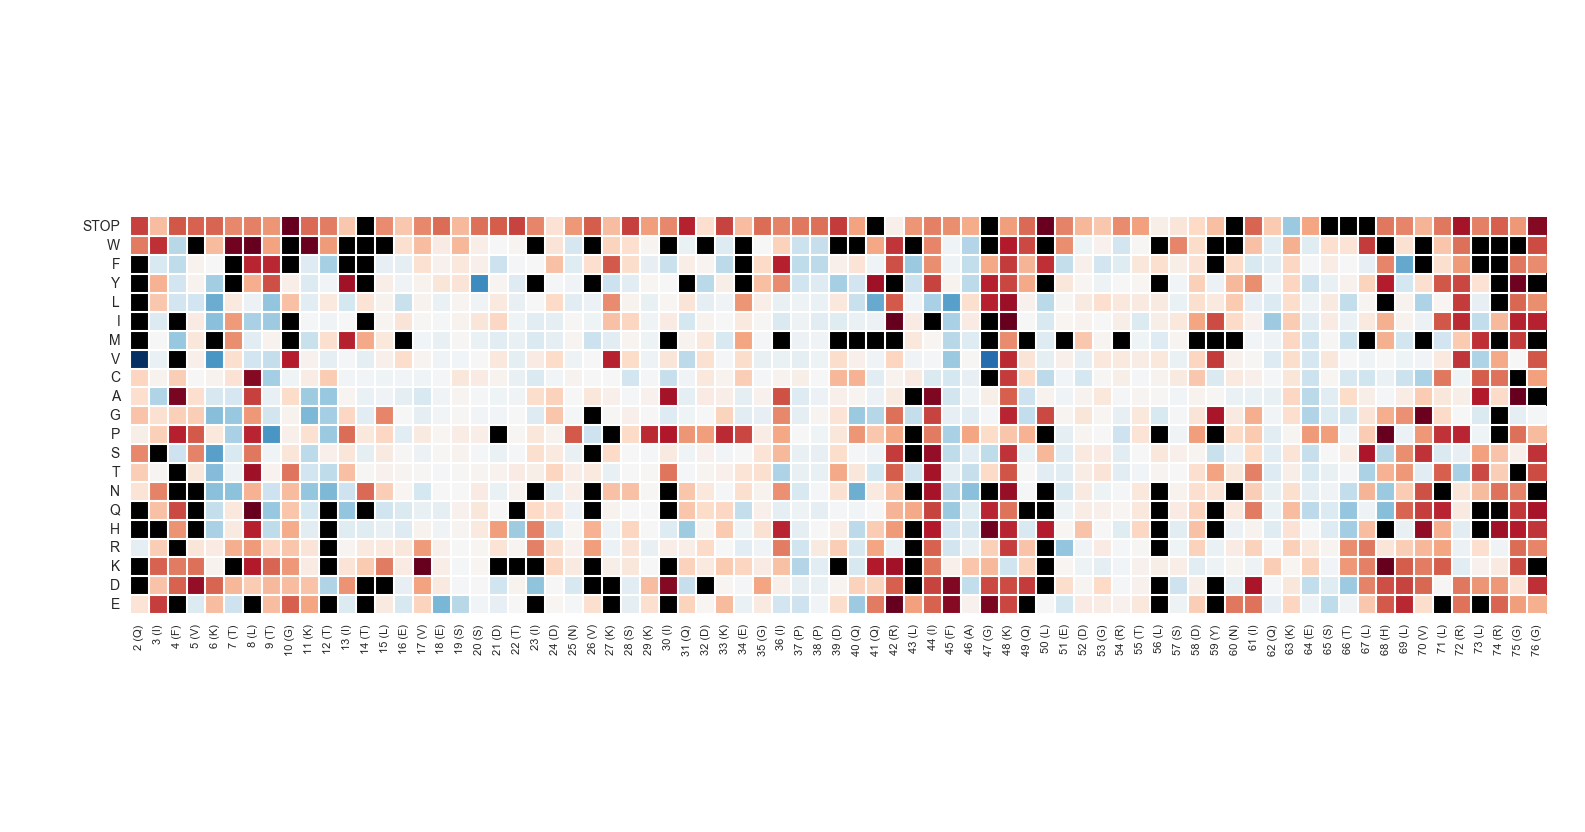 STOP
W
F
Y
L
I
M
V
C
A
G
P
S
T
N
Q
H
R
K
D
E
2 (Q)
3 (I)
4 (F)
5 (V)
6 (K)
7 (T)
8 (L)
9 (T)
10 (G)
11 (K)
12 (T)
13 (I)
14 (T)
15 (L)
16 (E)
17 (V)
18 (E)
19 (S)
20 (S)
21 (D)
22 (T)
23 (I)
24 (D)
25 (N)
26 (V)
27 (K)
28 (S)
29 (K)
30 (I)
31 (Q)
32 (D)
33 (K)
34 (E)
35 (G)
36 (I)
37 (P)
38 (P)
39 (D)
40 (Q)
41 (Q)
42 (R)
43 (L)
44 (I)
45 (F)
46 (A)
47 (G)
48 (K)
49 (Q)
50 (L)
51 (E)
52 (D)
53 (G)
54 (R)
55 (T)
56 (L)
57 (S)
58 (D)
59 (Y)
60 (N)
61 (I)
62 (Q)
63 (K)
64 (E)
65 (S)
66 (T)
67 (L)
68 (H)
69 (L)
70 (V)
71 (L)
72 (R)
73 (L)
74 (R)
75 (G)
76 (G)